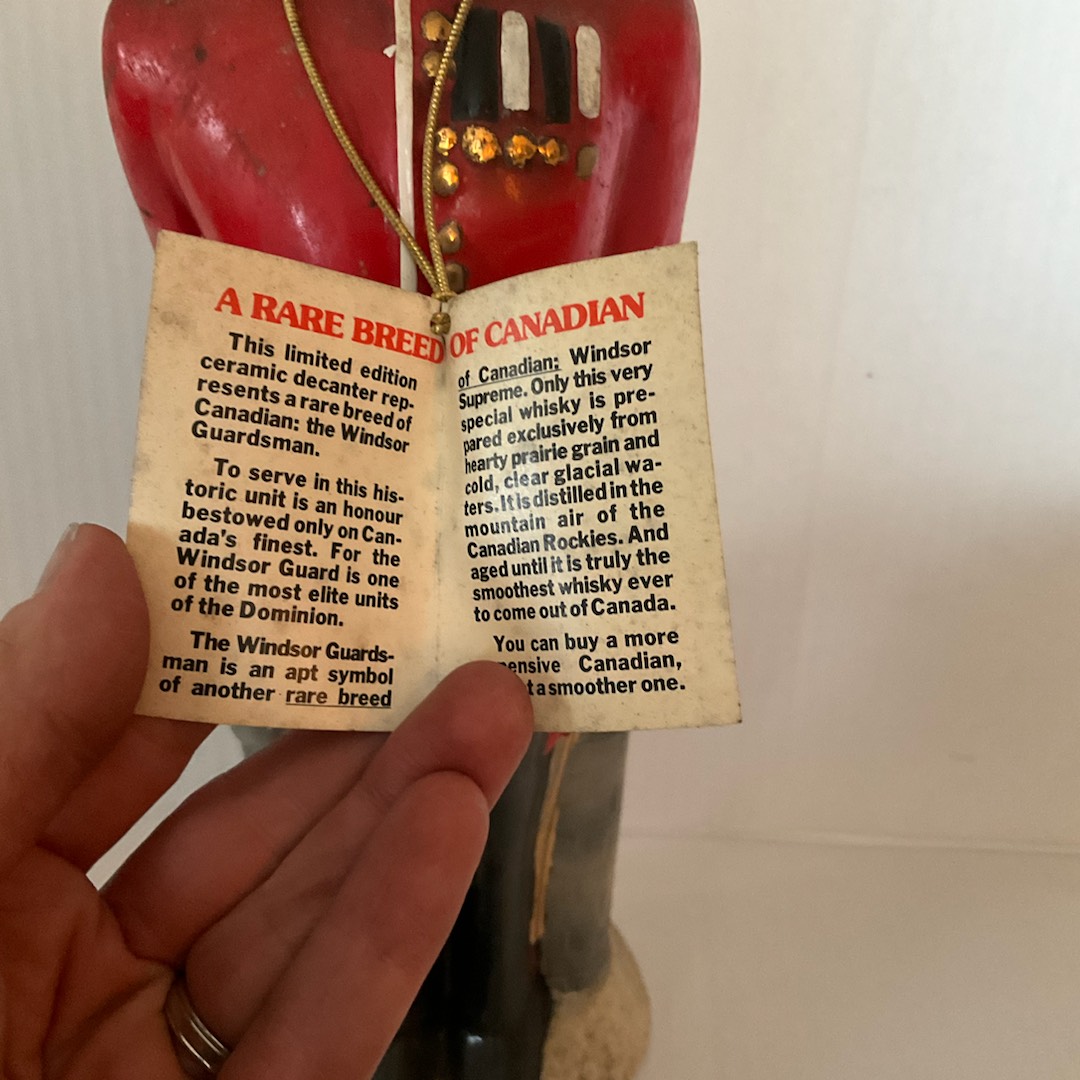 A RARE BREED OF CANADIAN
This limited edition
ceramic decanter rep-
resents a rare breed of
Canadian: the Windsor
Guardsman.
To serve in this his-
toric unit is an honour
bestowed only on Can-
ada's finest. For the
Windsor Guard is one
of the most elite units
of the Dominion.
The Windsor Guards-
man is an apt symbol
of another rare breed
of Canadian: Windsor
Supreme. Only this very
special whisky is pre-
pared exclusively from
hearty prairie grain and
cold, clear glacial wa-
ters. It is distilled in the
mountain air of the
Canadian Rockies. And
aged until it is truly the
smoothest whisky ever
to come out of Canada.
You can buy a more
Canadian,
a smoother one.